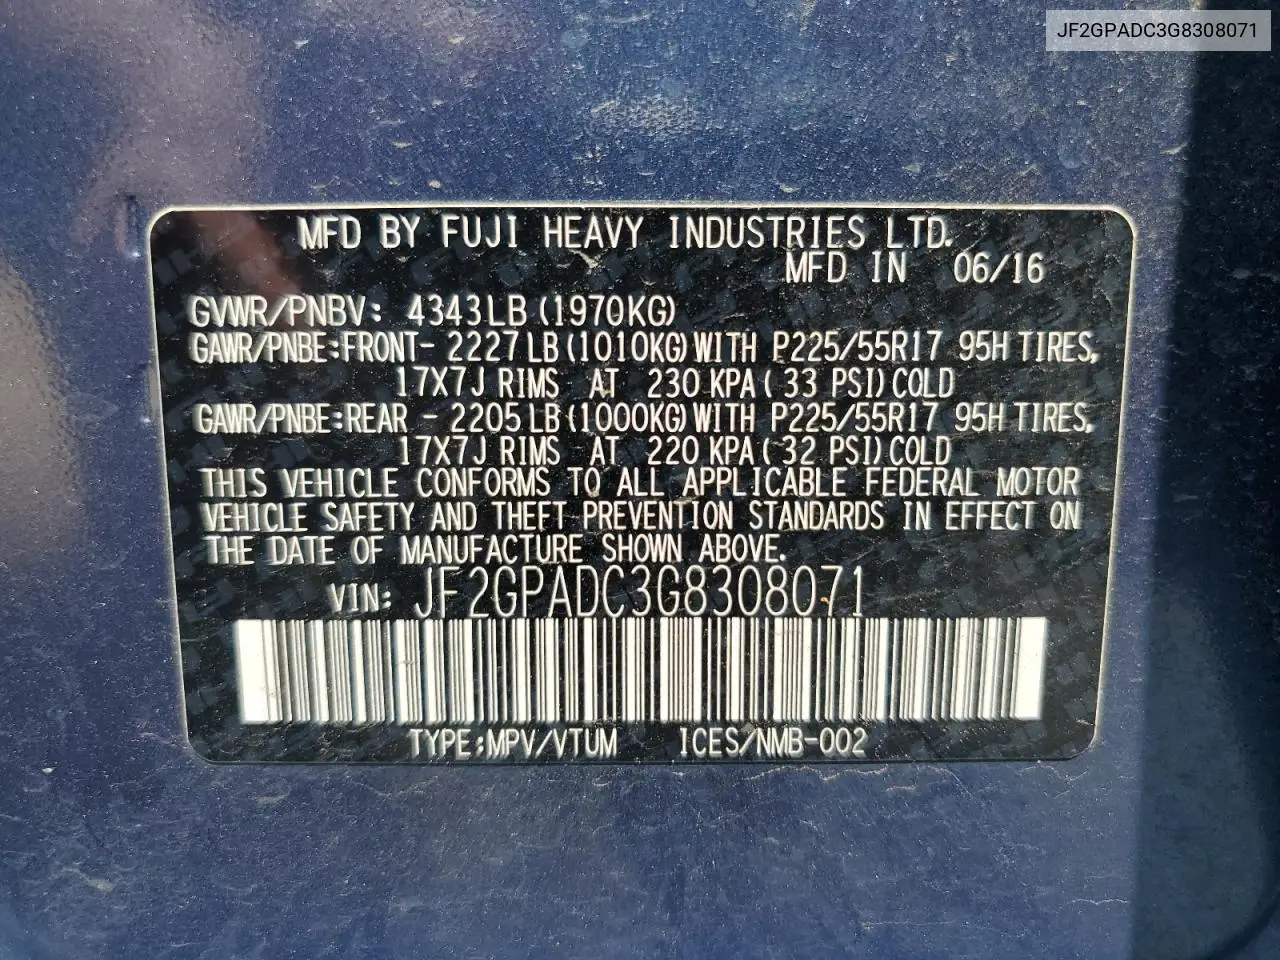 JF2GPADC3G8308071
MFD BY FUJI HEAVY INDUSTRIES LTD.
MFD IN 06/16
GVWR/PNBV: 4343LB (1970KG)
GAWR/PNBE:FRONT- 2227LB (1010KG) WITH P225/55R17 95H TIRES,
17X7J RIMS AT 230 KPA ( 33 PSI) COLD
GAWR/PNBE:REAR - 2205LB (1000KG) WITH P225/55R17 95H TIRES,
17X7J RIMS AT 220 KPA ( 32 PSI) COLD
THIS VEHICLE CONFORMS TO ALL APPLICABLE FEDERAL MOTOR
VEHICLE SAFETY AND THEFT PREVENTION STANDARDS IN EFFECT ON
THE DATE OF MANUFACTURE SHOWN ABOVE.
VIN: JF2GPADC3G8308071
TYPE:MPV/VTUM ICES/NMB-002